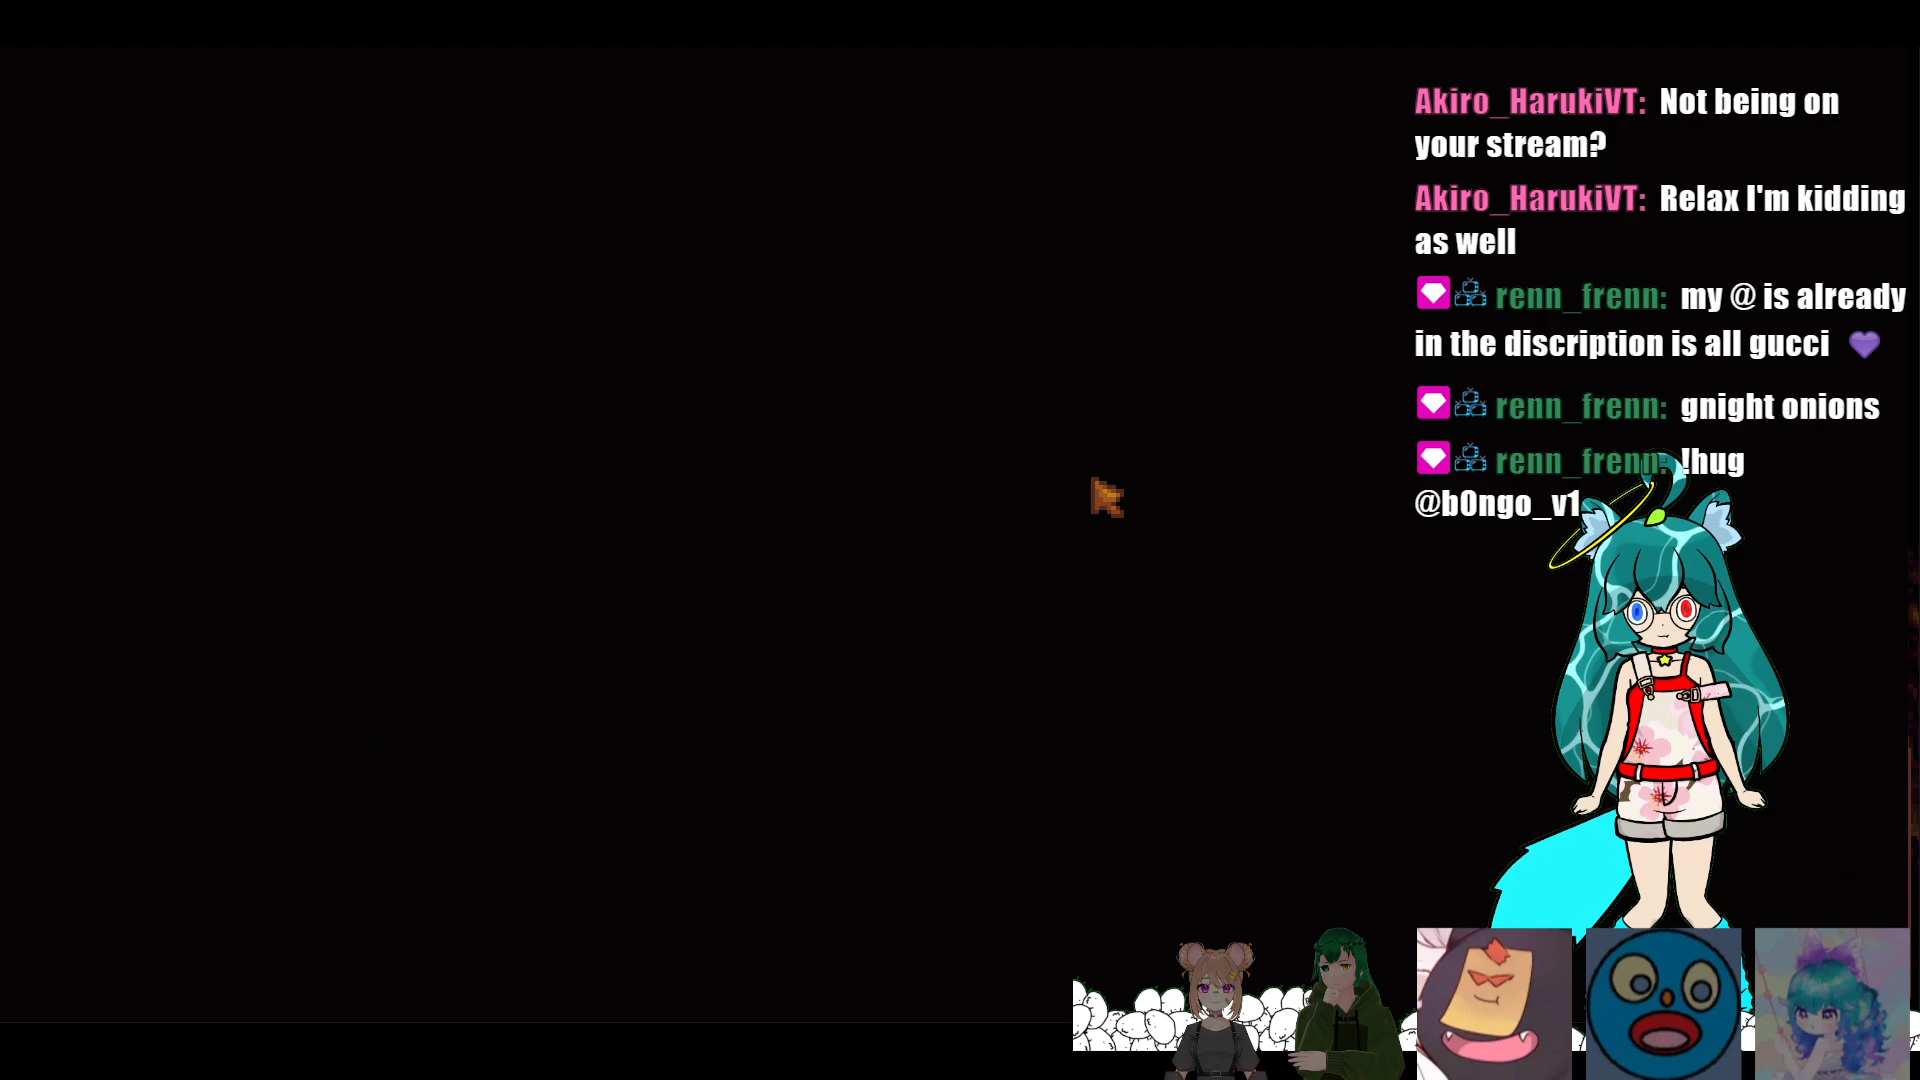 Akiro_HarukiVT: Not being on
your stream?
Akiro_HarukiVT: Relax I'm kidding
as well
renn_frenn: my @ is already
in the discription is all gucci
renn_frenn: gnight onions
renn_frenn: !hug
@b0ngo_v1